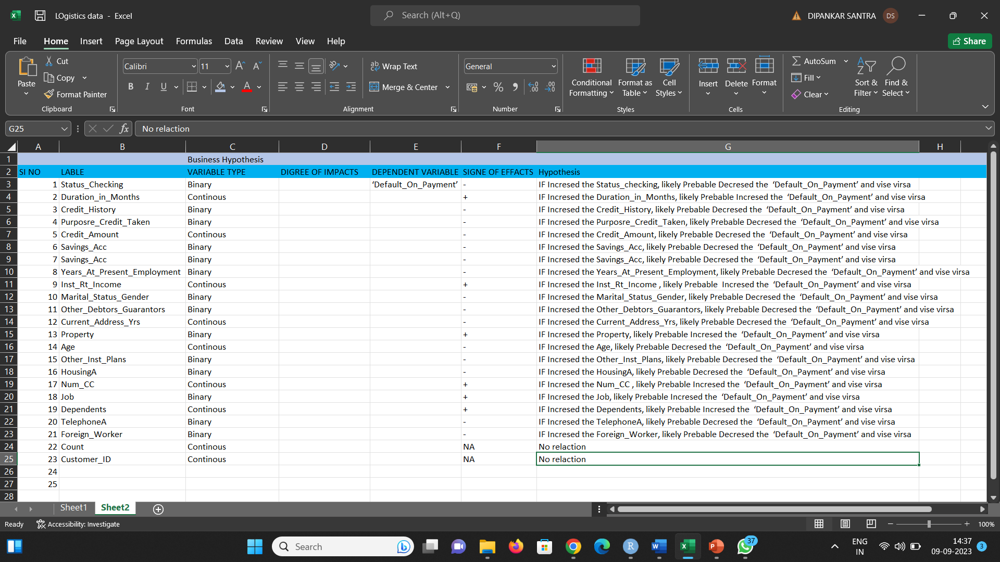 LOgistics data - Excel
Search (Alt+Q)
DIPANKAR SANTRA DS
File Home Insert Page Layout Formulas Data Review View Help Share
Paste Cut Copy Format Painter Clipboard
Calibri 11 B I U A Font
Wrap Text Merge & Center Alignment
General % Number
Conditional Formatting Format as Table Cell Styles Styles
Insert Delete Format Cells
AutoSum Fill Clear Sort & Filter Find & Select Editing
G25 fx No relaction
A B C D E F G H
1 Business Hypothesis
2 SI NO LABLE VARIABLE TYPE DIGREE OF IMPACTS DEPENDENT VARIABLE SIGNE OF EFFECTS Hypothesis
3 1 Status_Checking Binary ‘Default_On_Payment’ - IF Incresed the Status_checking, likely Prebable Decresed the ‘Default_On_Payment’ and vise virsa
4 2 Duration_in_Months Continous + IF Incresed the Duration_in_Months, likely Prebable Incresed the ‘Default_On_Payment’ and vise virsa
5 3 Credit_History Binary - IF Incresed the Credit_History, likely Prebable Decresed the ‘Default_On_Payment’ and vise virsa
6 4 Purposre_Credit_Taken Binary - IF Incresed the Purposre_Credit_Taken, likely Prebable Decresed the ‘Default_On_Payment’ and vise virsa
7 5 Credit_Amount Continous - IF Incresed the Credit_Amount, likely Prebable Decresed the ‘Default_On_Payment’ and vise virsa
8 6 Savings_Acc Binary - IF Incresed the Savings_Acc, likely Prebable Decresed the ‘Default_On_Payment’ and vise virsa
9 7 Savings_Acc Binary - IF Incresed the Savings_Acc, likely Prebable Decresed the ‘Default_On_Payment’ and vise virsa
10 8 Years_At_Present_Employment Binary - IF Incresed the Years_At_Present_Employment, likely Prebable Decresed the ‘Default_On_Payment’ and vise virsa
11 9 Inst_Rt_Income Continous + IF Incresed the Inst_Rt_Income , likely Prebable Incresed the ‘Default_On_Payment’ and vise virsa
12 10 Marital_Status_Gender Binary - IF Incresed the Marital_Status_Gender, likely Prebable Decresed the ‘Default_On_Payment’ and vise virsa
13 11 Other_Debtors_Guarantors Binary - IF Incresed the Other_Debtors_Guarantors, likely Prebable Decresed the ‘Default_On_Payment’ and vise virsa
14 12 Current_Address_Yrs Continous - IF Incresed the Current_Address_Yrs, likely Prebable Decresed the ‘Default_On_Payment’ and vise virsa
15 13 Property Binary + IF Incresed the Property, likely Prebable Incresed the ‘Default_On_Payment’ and vise virsa
16 14 Age Continous - IF Incresed the Age, likely Prebable Decresed the ‘Default_On_Payment’ and vise virsa
17 15 Other_Inst_Plans Binary - IF Incresed the Other_Inst_Plans, likely Prebable Decresed the ‘Default_On_Payment’ and vise virsa
18 16 HousingA Binary - IF Incresed the HousingA, likely Prebable Decresed the ‘Default_On_Payment’ and vise virsa
19 17 Num_CC Continous + IF Incresed the Num_CC , likely Prebable Incresed the ‘Default_On_Payment’ and vise virsa
20 18 Job Binary + IF Incresed the Job, likely Prebable Incresed the ‘Default_On_Payment’ and vise virsa
21 19 Dependents Continous + IF Incresed the Dependents, likely Prebable Incresed the ‘Default_On_Payment’ and vise virsa
22 20 TelephoneA Binary - IF Incresed the TelephoneA, likely Prebable Decresed the ‘Default_On_Payment’ and vise virsa
23 21 Foreign_Worker Binary - IF Incresed the Foreign_Worker, likely Prebable Decresed the ‘Default_On_Payment’ and vise virsa
24 22 Count Continous NA No relaction
25 23 Customer_ID Continous NA No relaction
26 24
27 25
28
Sheet1 Sheet2
Ready Accessibility: Investigate 100%
Search 37 ENG IN 14:37 09-09-2023 3